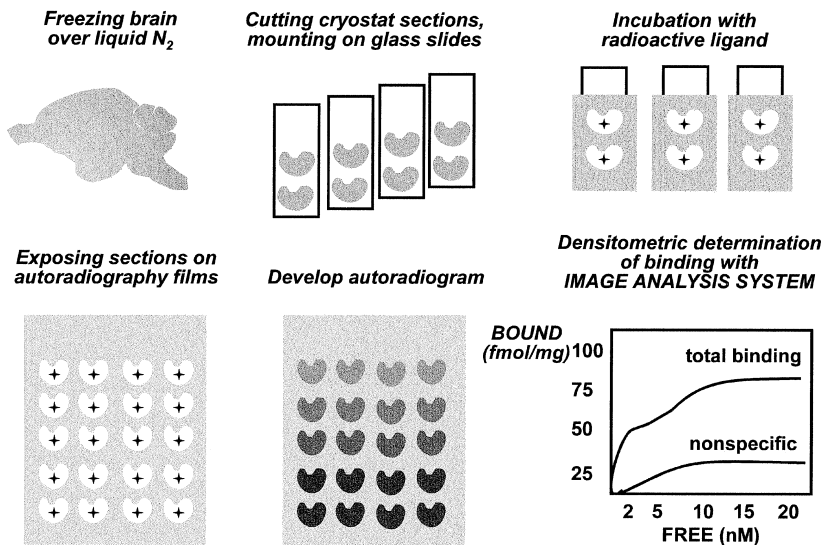 Freezing brain
over liquid N₂
Cutting cryostat sections,
mounting on glass slides
Incubation with
radioactive ligand
Exposing sections on
autoradiography films
Develop autoradiogram
Densitometric determination
of binding with
IMAGE ANALYSIS SYSTEM
BOUND
(fmol/mg)
100
75
50
25
total binding
nonspecific
2 5 10 15 20
FREE (nM)